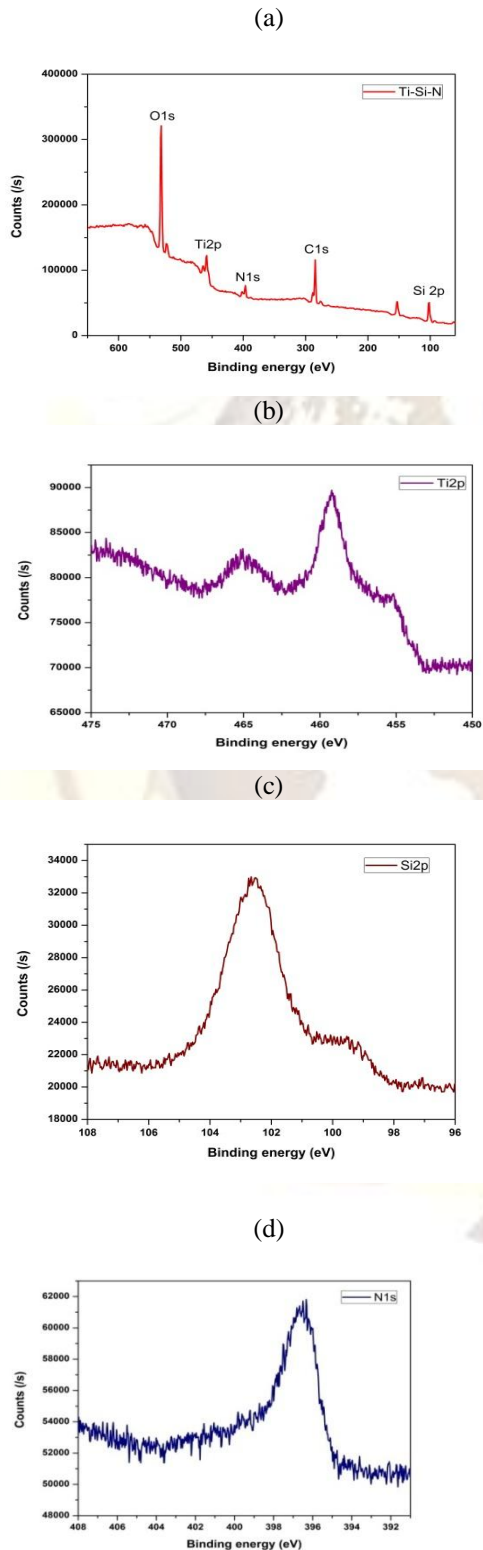 (a)
400000
300000
200000
100000
0
Counts (/s)
Ti-Si-N
O1s
Ti2p
N1s
C1s
Si 2p
600 500 400 300 200 100
Binding energy (eV)
(b)
90000
85000
80000
75000
70000
65000
Counts (/s)
Ti2p
475 470 465 460 455 450
Binding energy (eV)
(c)
34000
32000
30000
28000
26000
24000
22000
20000
18000
Counts (/s)
Si2p
108 106 104 102 100 98 96
Binding energy (eV)
(d)
62000
60000
58000
56000
54000
52000
50000
48000
Counts (/s)
N1s
408 406 404 402 400 398 396 394 392
Binding energy (eV)